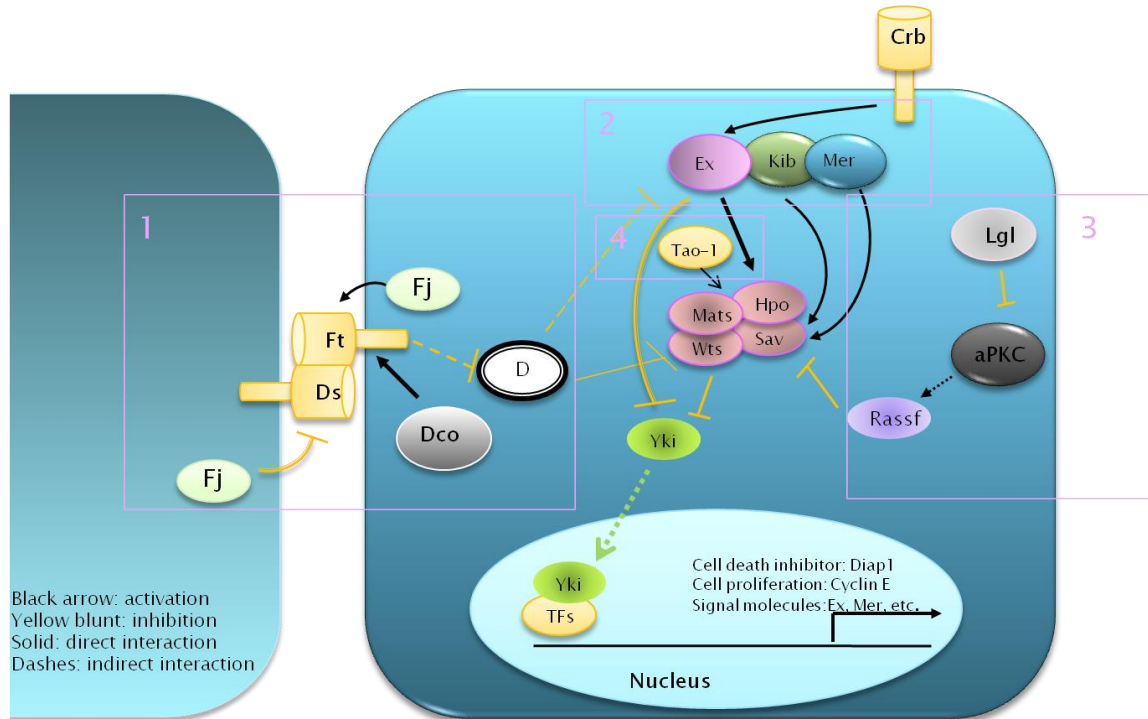 Crb
2
Ex
Kib
Mer
1
4
Tao-1
Lgl
3
Fj
Mats
Hpo
Ft
D
Wts
Sav
aPKC
Ds
Dco
Yki
Rassf
Fj
Yki
TFs
Cell death inhibitor: Diap1
Cell proliferation: Cyclin E
Signal molecules: Ex, Mer, etc.
Nucleus
Black arrow: activation
Yellow blunt: inhibition
Solid: direct interaction
Dashes: indirect interaction